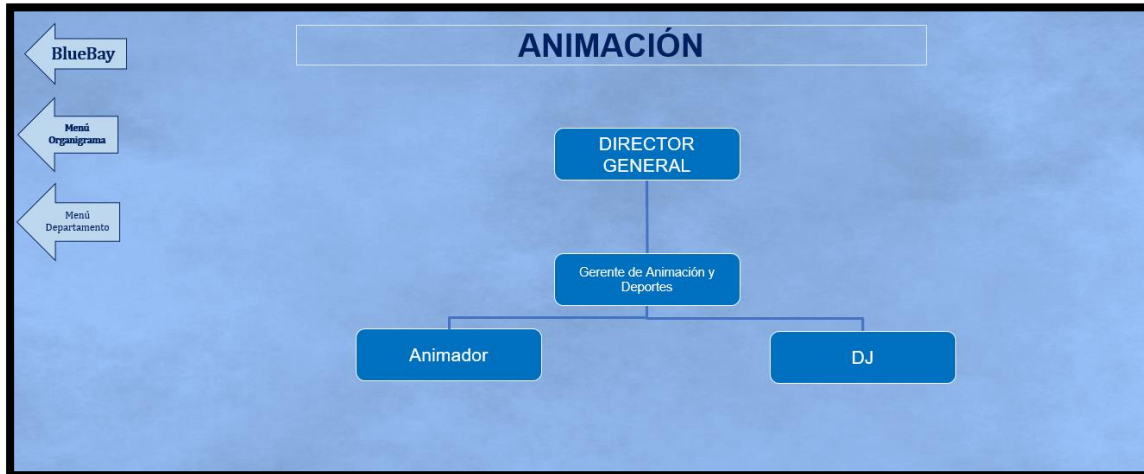 ANIMACIÓN
BlueBay
Menú
Organigrama
Menú
Departamento
DIRECTOR
GENERAL
Gerente de Animación y
Deportes
Animador
DJ